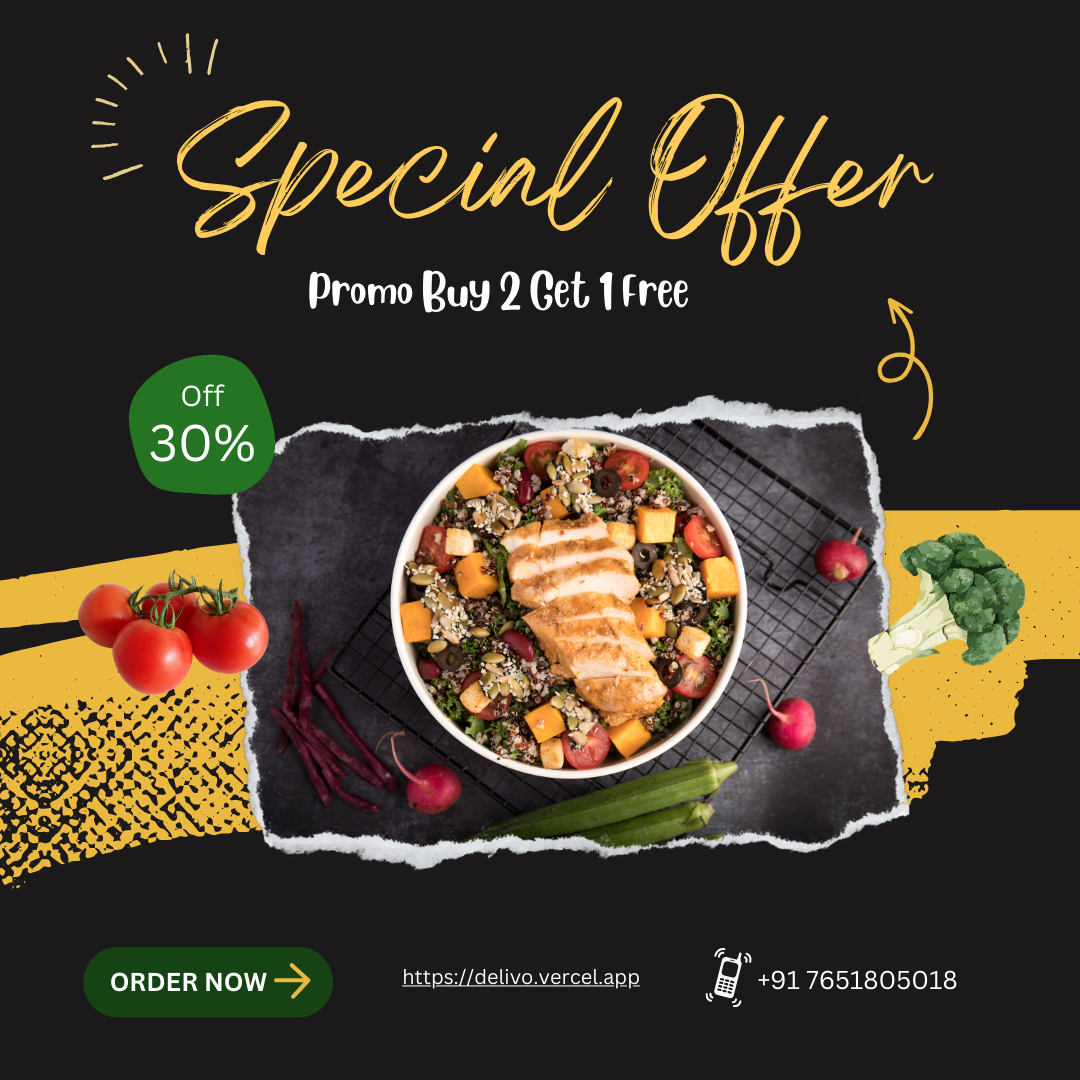 Special Offer
Promo Buy 2 Get 1 Free
Off
30%
ORDER NOW
https://delivo.vercel.app
+91 7651805018